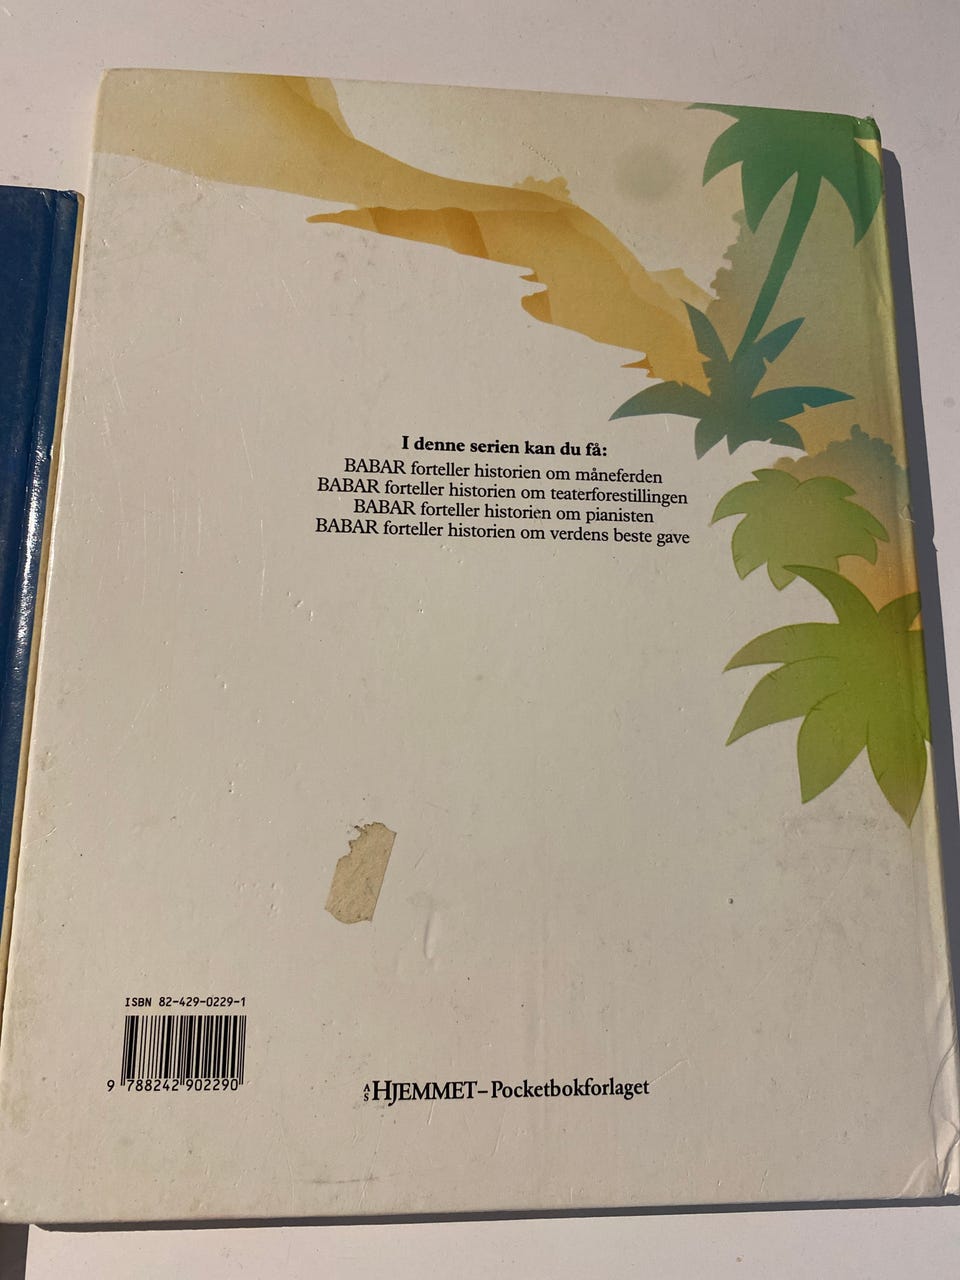 I denne serien kan du få:
BABAR forteller historien om måneferden
BABAR forteller historien om teaterforestillingen
BABAR forteller historien om pianisten
BABAR forteller historien om verdens beste gave
ISBN 82-429-0229-1
9 788242 902290
A/S HJEMMET–Pocketbokforlaget